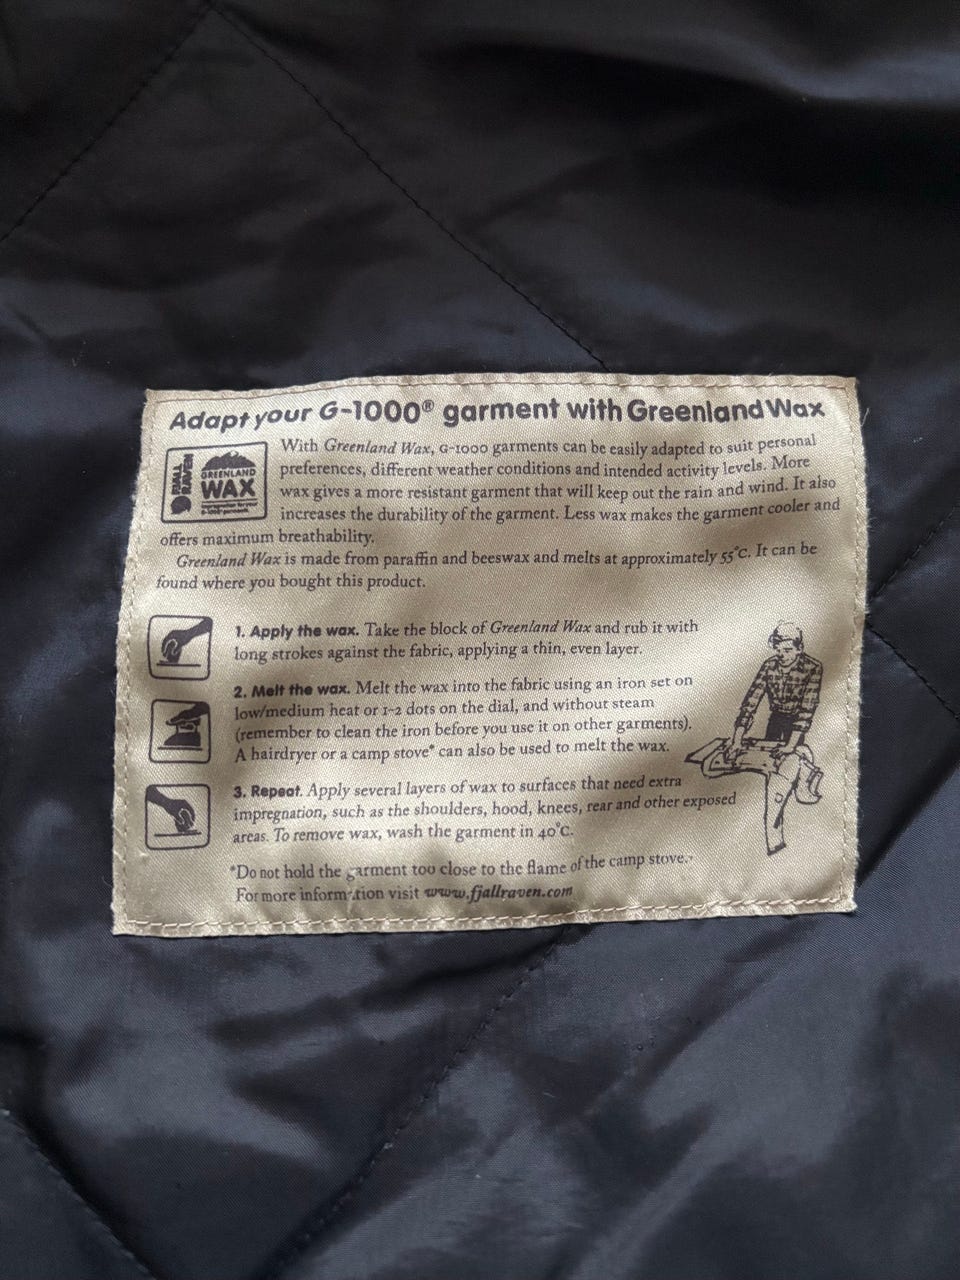 Adapt your G-1000® garment with Greenland Wax
FJÄLL
RÄVEN
GREENLAND
WAX
With Greenland Wax, G-1000 garments can be easily adapted to suit personal
preferences, different weather conditions and intended activity levels. More
wax gives a more resistant garment that will keep out the rain and wind. It also
increases the durability of the garment. Less wax makes the garment cooler and
offers maximum breathability.
Greenland Wax is made from paraffin and beeswax and melts at approximately 55°C. It can be
found where you bought this product.
1. Apply the wax. Take the block of Greenland Wax and rub it with
long strokes against the fabric, applying a thin, even layer.
2. Melt the wax. Melt the wax into the fabric using an iron set on
low/medium heat or 1-2 dots on the dial, and without steam
(remember to clean the iron before you use it on other garments).
A hairdryer or a camp stove* can also be used to melt the wax.
3. Repeat. Apply several layers of wax to surfaces that need extra
impregnation, such as the shoulders, hood, knees, rear and other exposed
areas. To remove wax, wash the garment in 40°C.
*Do not hold the garment too close to the flame of the camp stove.
For more information visit www.fjallraven.com